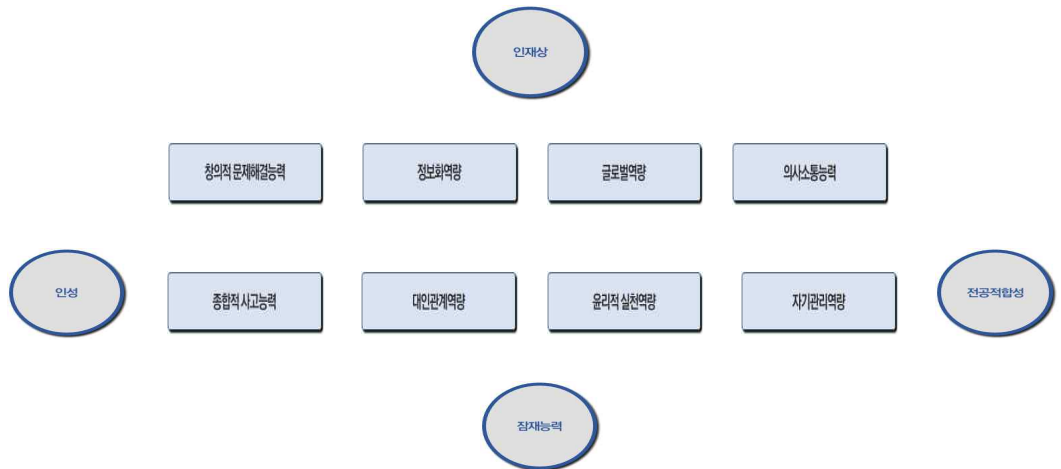 인재상
창의적 문제해결능력
정보화역량
글로벌역량
의사소통능력
인성
종합적 사고능력
대인관계역량
윤리적 실천역량
자기관리역량
전공적합성
잠재능력